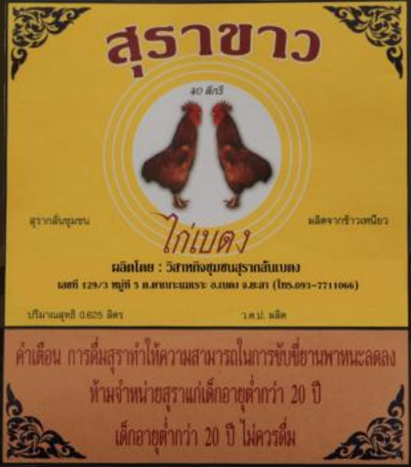 สุราขาว
40 ดีกรี
สุรากลั่นชุมชน
ผลิตจากข้าวเหนียว
ไก่เบตง
ผลิตโดย : วิสาหกิจชุมชนสุรากลั่นเบตง
เลขที่ 129/3 หมู่ที่ 5 ต.ตาเนาะแมเราะ อ.เบตง จ.ยะลา (โทร.093-7711066)
ปริมาณสุทธิ 0.625 ลิตร
ว.ด.ป. ผลิต
คำเตือน การดื่มสุราทำให้ความสามารถในการขับขี่ยานพาหนะลดลง
ห้ามจำหน่ายสุราแก่เด็กอายุต่ำกว่า 20 ปี
เด็กอายุต่ำกว่า 20 ปี ไม่ควรดื่ม